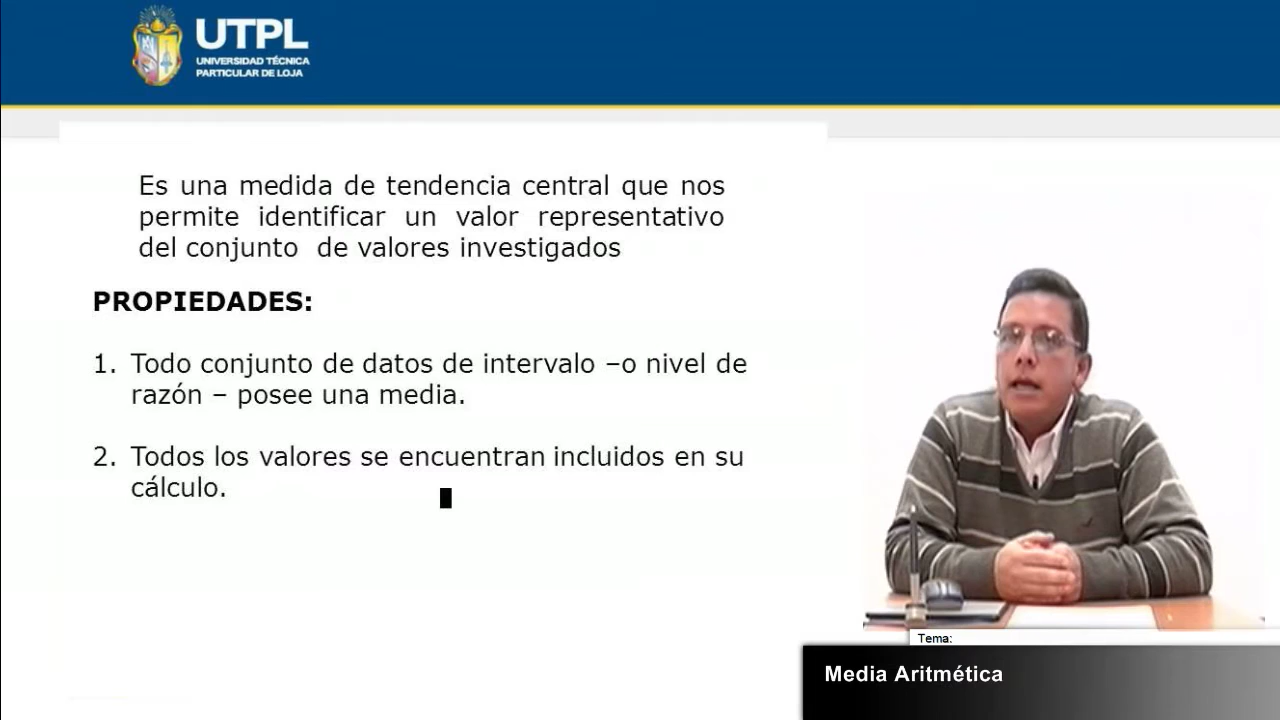 UTPL
UNIVERSIDAD TÉCNICA
PARTICULAR DE LOJA
Es una medida de tendencia central que nos
permite identificar un valor representativo
del conjunto de valores investigados
PROPIEDADES:
1. Todo conjunto de datos de intervalo –o nivel de
razón – posee una media.
2. Todos los valores se encuentran incluidos en su
cálculo.
Tema:
Media Aritmética